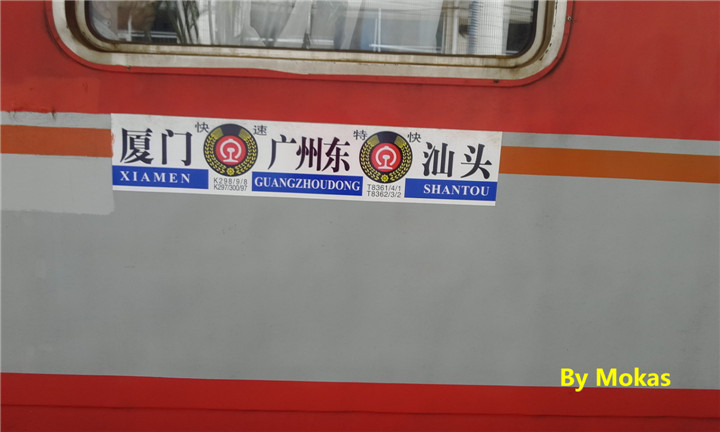 快 速 特 快
厦门 广州东 汕头
XIAMEN GUANGZHOUDONG SHANTOU
K298/9/8 T8361/4/1
K297/300/97 T8362/3/2
By Mokas